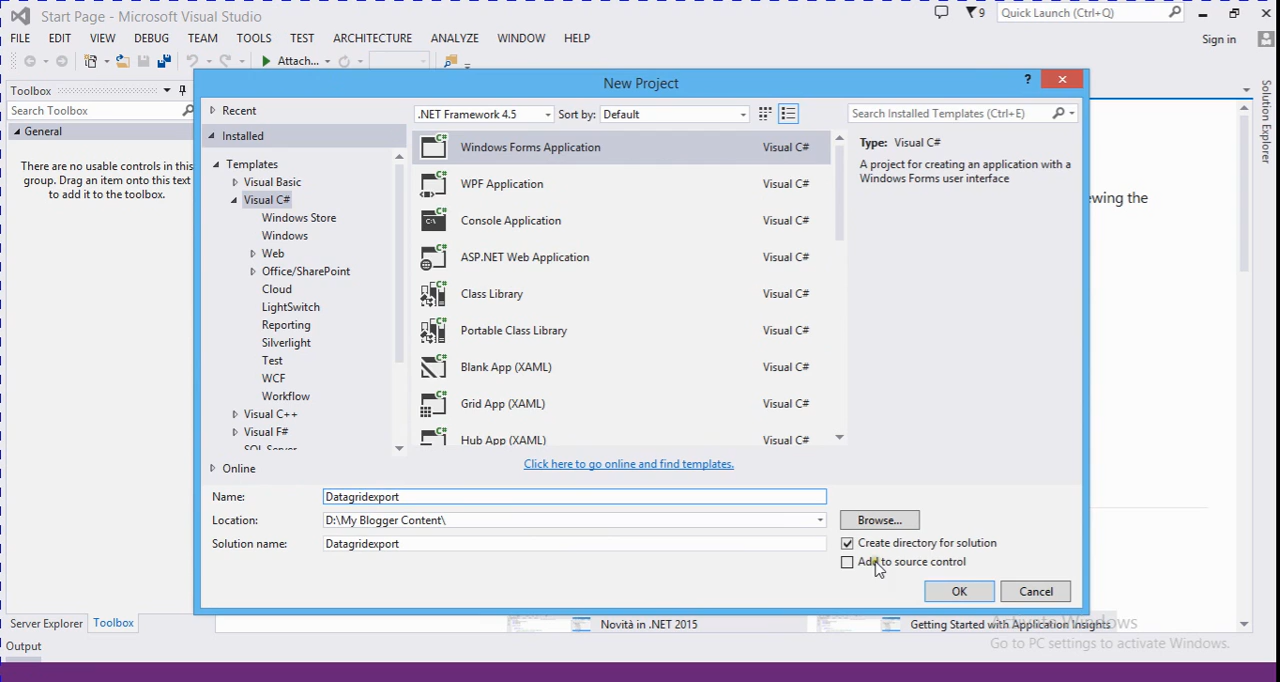 Start Page - Microsoft Visual Studio
9
Quick Launch (Ctrl+Q)
FILE EDIT VIEW DEBUG TEAM TOOLS TEST ARCHITECTURE ANALYZE WINDOW HELP
Sign in
Attach...
Toolbox
Search Toolbox
General
There are no usable controls in this
group. Drag an item onto this text
to add it to the toolbox.
Solution Explorer
ewing the
New Project
?
Recent
Installed
.NET Framework 4.5
Sort by: Default
Search Installed Templates (Ctrl+E)
Templates
Visual Basic
Visual C#
Windows Store
Windows
Web
Office/SharePoint
Cloud
LightSwitch
Reporting
Silverlight
Test
WCF
Workflow
Visual C++
Visual F#
SQL Server
Online
Windows Forms Application Visual C#
WPF Application Visual C#
Console Application Visual C#
ASP.NET Web Application Visual C#
Class Library Visual C#
Portable Class Library Visual C#
Blank App (XAML) Visual C#
Grid App (XAML) Visual C#
Hub App (XAML) Visual C#
Type: Visual C#
A project for creating an application with a
Windows Forms user interface
Click here to go online and find templates.
Name: Datagridexport
Location: D:\My Blogger Content\
Browse...
Solution name: Datagridexport
Create directory for solution
Add to source control
OK Cancel
Server Explorer Toolbox
Novità in .NET 2015
Getting Started with Application Insights
Activate Windows
Go to PC settings to activate Windows.
Output